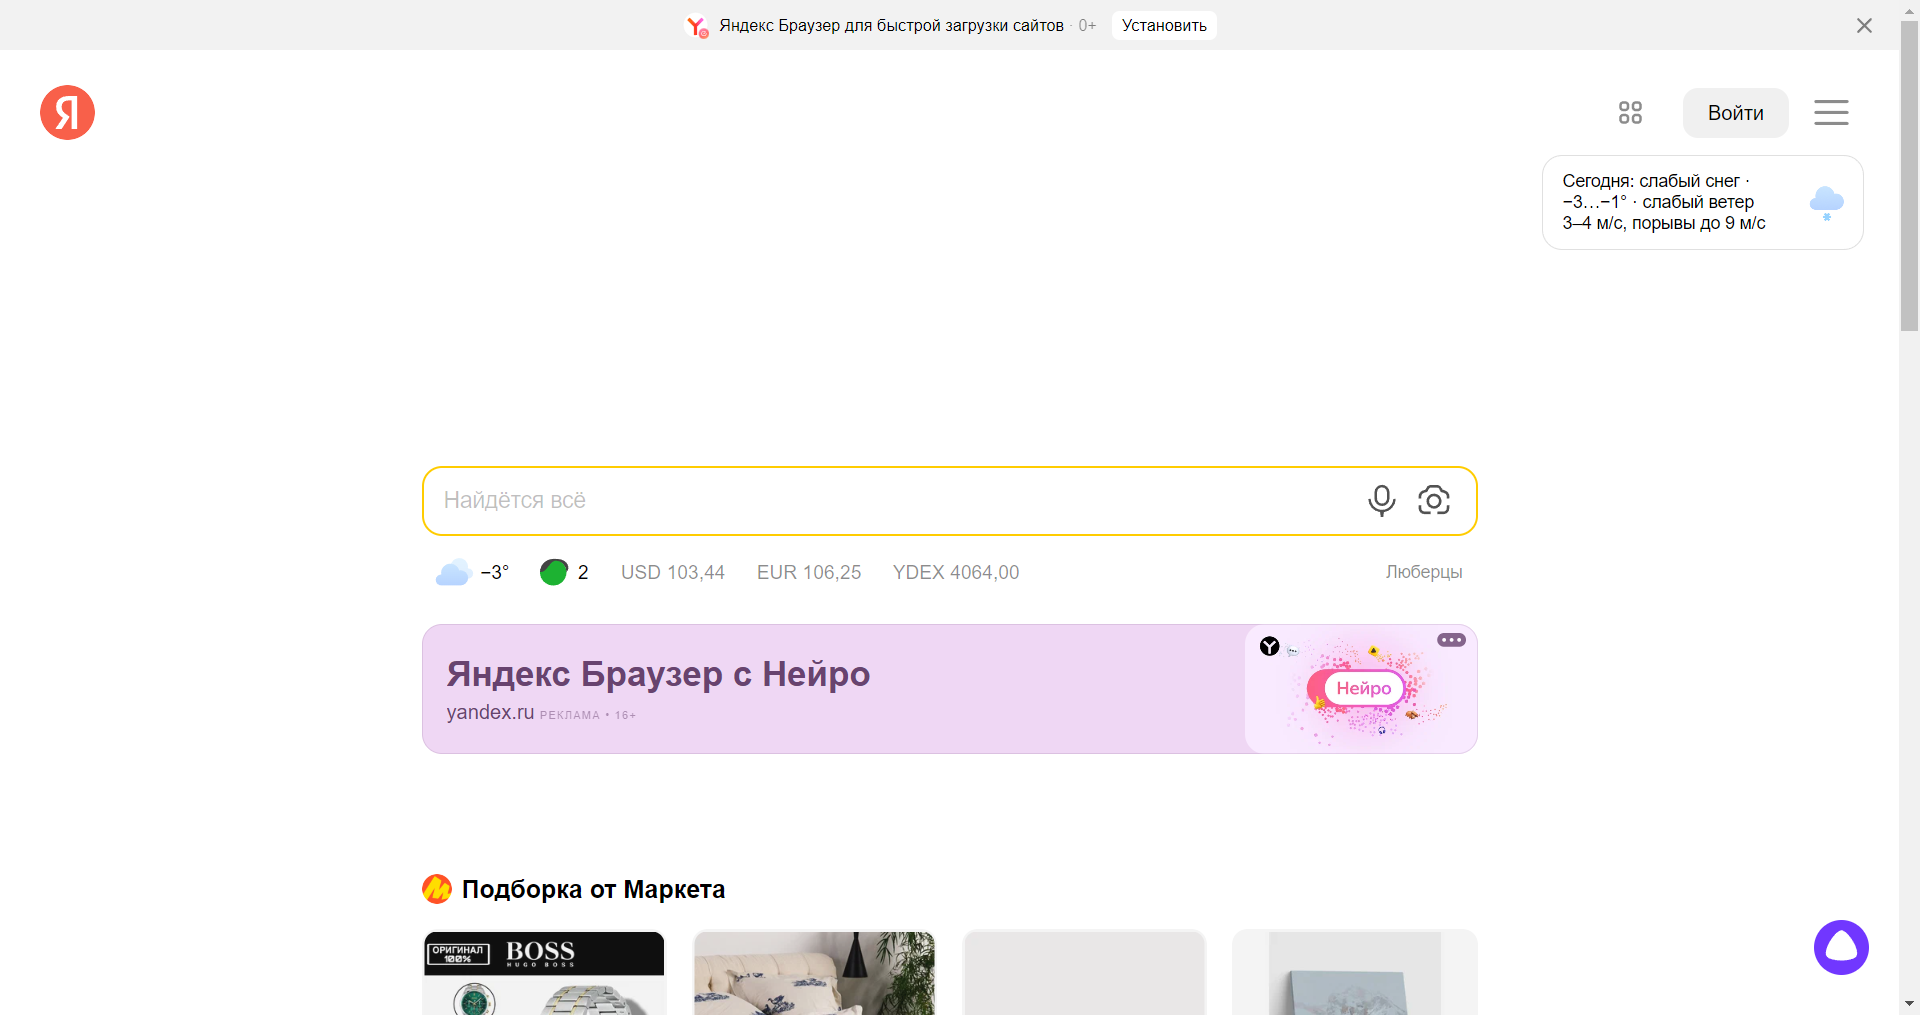 Яндекс Браузер для быстрой загрузки сайтов · 0+ Установить
Я
Войти
Сегодня: слабый снег ·
−3…−1° · слабый ветер
3–4 м/с, порывы до 9 м/с
Найдётся всё
−3° 2 USD 103,44 EUR 106,25 YDEX 4064,00 Люберцы
Яндекс Браузер с Нейро
yandex.ru РЕКЛАМА • 16+
Нейро
Подборка от Маркета
ОРИГИНАЛ
100%
BOSS
HUGO BOSS